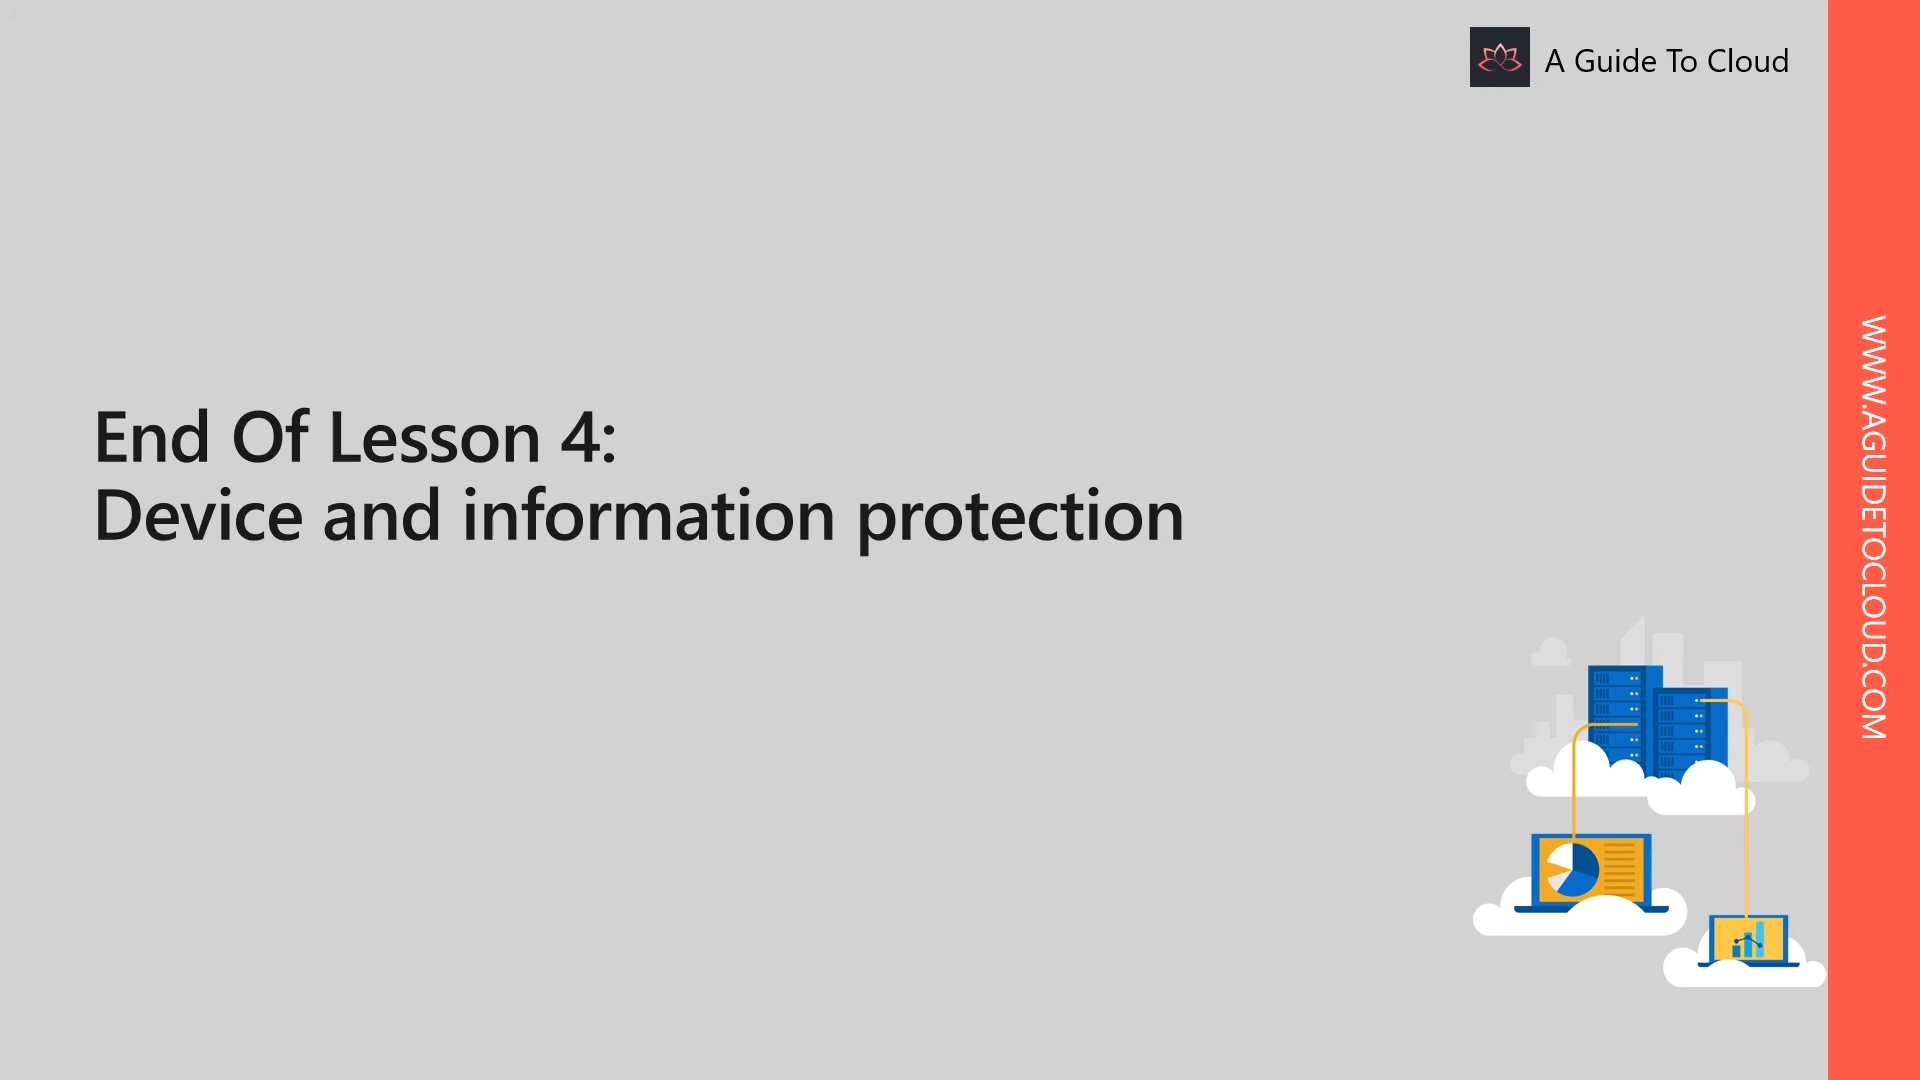 A Guide To Cloud
End Of Lesson 4:
Device and information protection
WWW.AGUIDETOCLOUD.COM